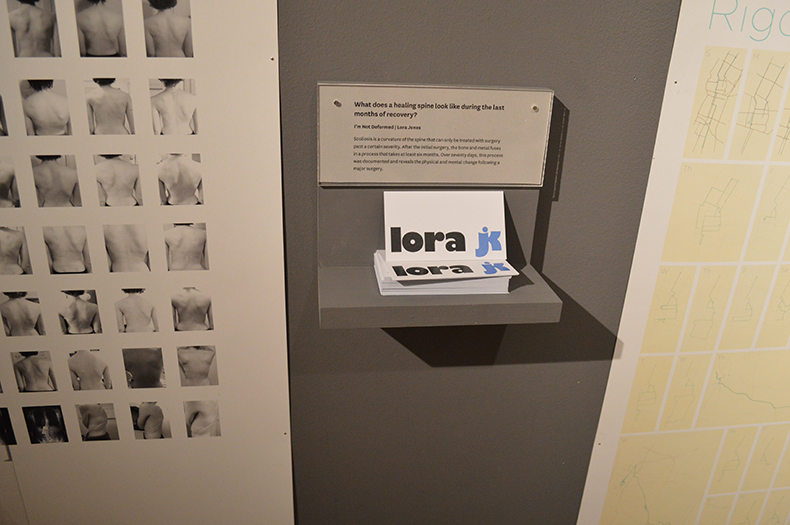 What does a healing spine look like during the last
months of recovery?
I'm Not Deformed | Lora Jones
Scoliosis is a curvature of the spine that can only be treated with surgery
past a certain severity. After the initial surgery, the bone and metal fuses
in a process that takes at least six months. Over seventy days, this process
was documented and reveals the physical and mental change following a
major surgery.
lora jk
lora jk